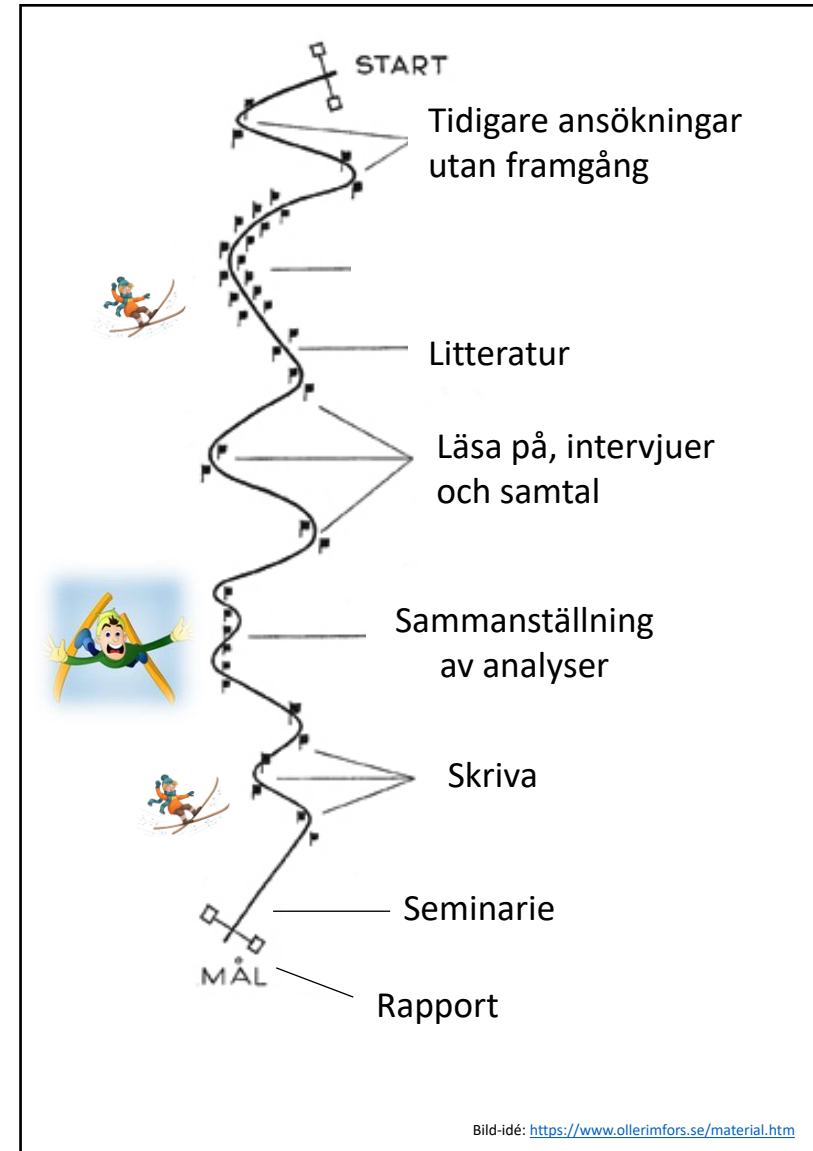 START
Tidigare ansökningar
utan framgång
Litteratur
Läsa på, intervjuer
och samtal
Sammanställning
av analyser
Skriva
Seminarie
MÅL
Rapport
Bild-idé: https://www.ollerimfors.se/material.htm